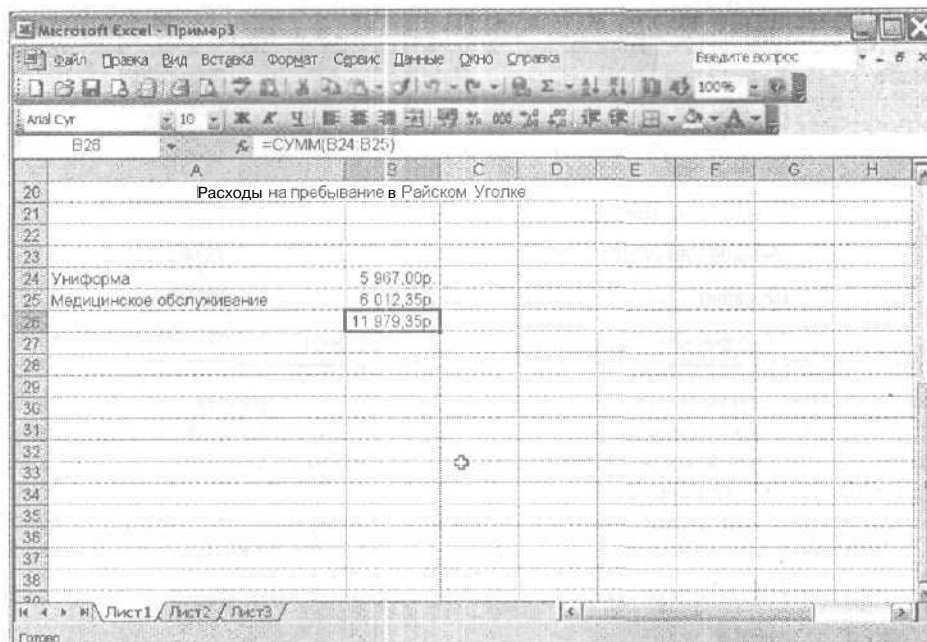 Microsoft Excel - Пример3
Файл Правка Вид Вставка Формат Сервис Данные Окно Справка Введите вопрос
100%
Arial Cyr 10 Ж К Ч % 000 А
B26 fx =СУММ(B24:B25)
A B C D E F G H
20 Расходы на пребывание в Райском Уголке
21
22
23
24 Униформа 5 967,00р.
25 Медицинское обслуживание 6 012,35р.
26 11 979,35р.
27
28
29
30
31
32
33
34
35
36
37
38
39
Лист1 Лист2 Лист3
Готово